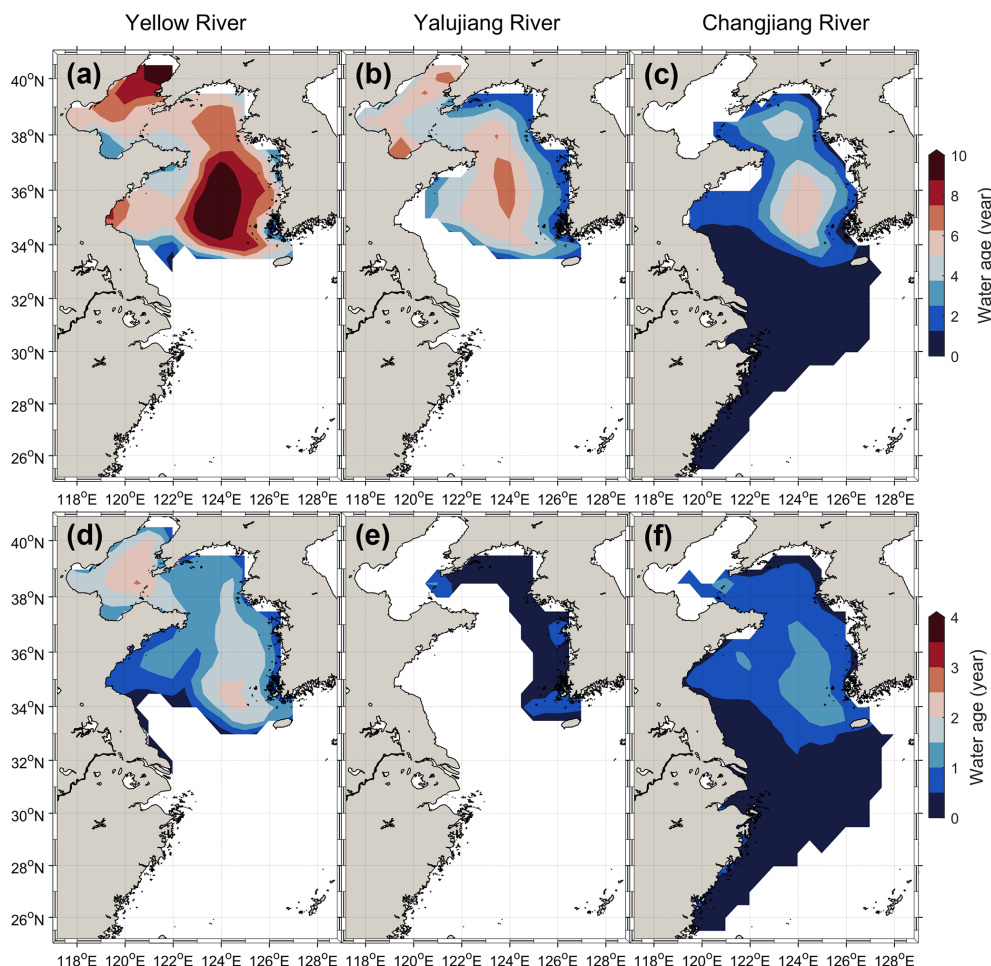 Yellow River Yalujiang River Changjiang River
(a) (b) (c)
40°N
38°N
36°N
34°N
32°N
30°N
28°N
26°N
118°E 120°E 122°E 124°E 126°E 128°E 118°E 120°E 122°E 124°E 126°E 128°E 118°E 120°E 122°E 124°E 126°E 128°E
10
8
6
4
2
0
Water age (year)
(d) (e) (f)
40°N
38°N
36°N
34°N
32°N
30°N
28°N
26°N
118°E 120°E 122°E 124°E 126°E 128°E 118°E 120°E 122°E 124°E 126°E 128°E 118°E 120°E 122°E 124°E 126°E 128°E
4
3
2
1
0
Water age (year)